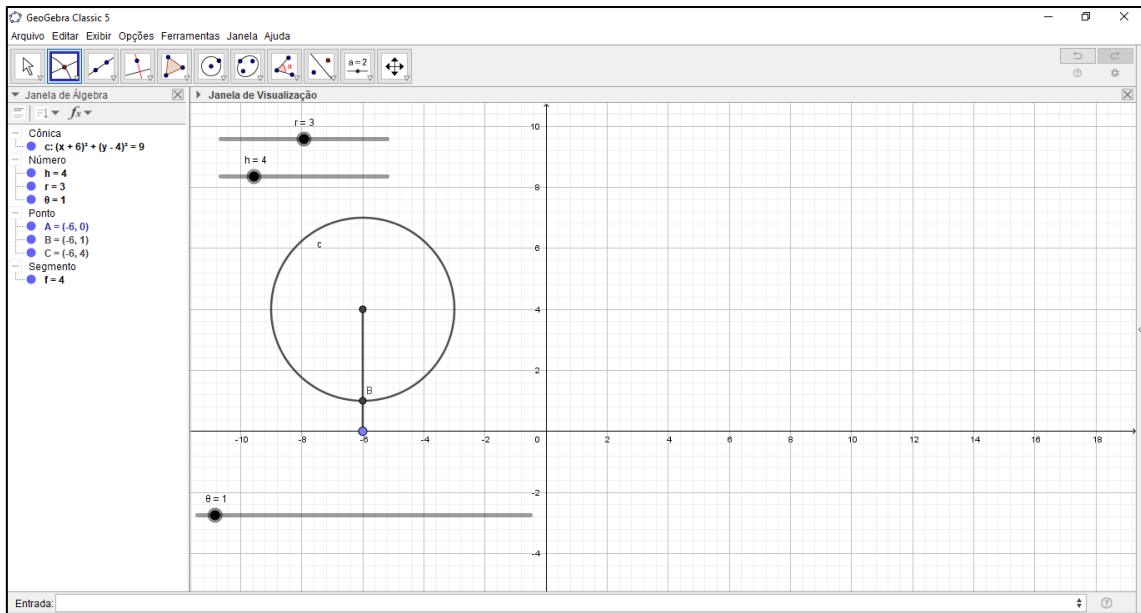 GeoGebra Classic 5
Arquivo Editar Exibir Opções Ferramentas Janela Ajuda
a=2
Janela de Álgebra
Janela de Visualização
fx
Cônica
c: (x + 6)² + (y - 4)² = 9
Número
h = 4
r = 3
θ = 1
Ponto
A = (-6, 0)
B = (-6, 1)
C = (-6, 4)
Segmento
f = 4
r = 3
h = 4
c
B
θ = 1
10
8
6
4
2
-10 -8 -6 -4 -2 0 2 4 6 8 10 12 14 16 18
-2
-4
Entrada: